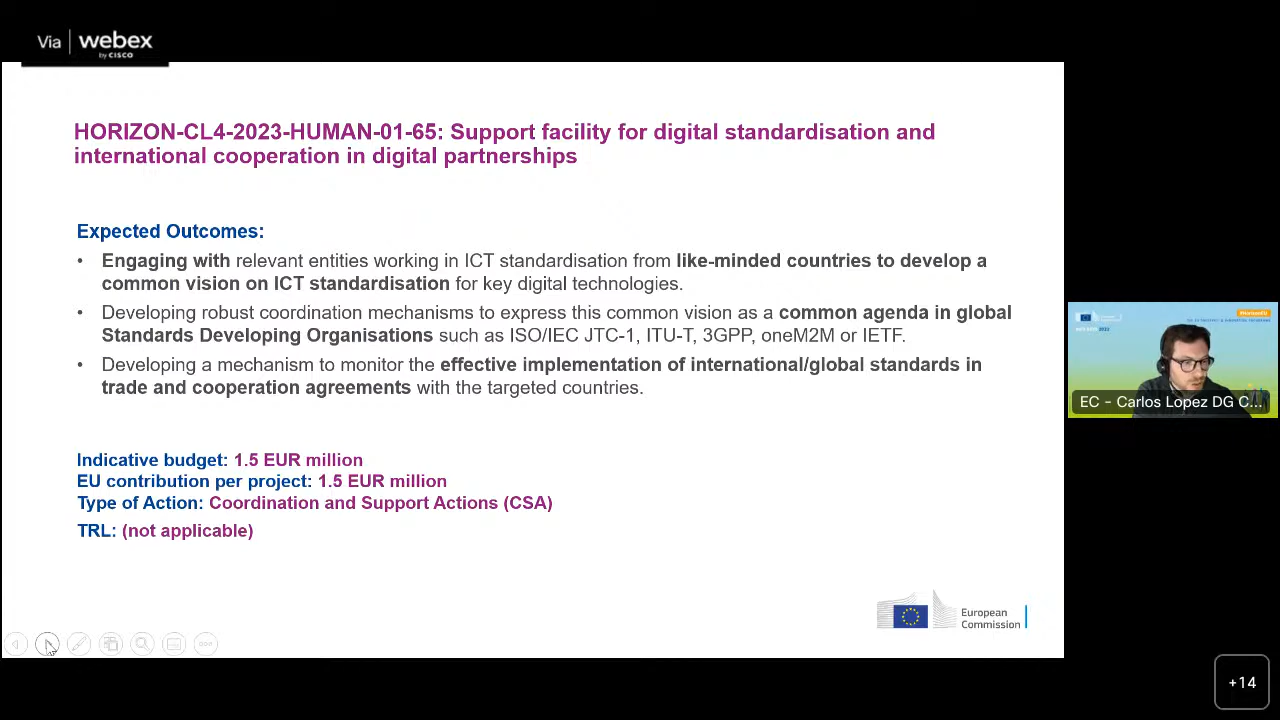 Via webex
by CISCO
HORIZON-CL4-2023-HUMAN-01-65: Support facility for digital standardisation and
international cooperation in digital partnerships
Expected Outcomes:
• Engaging with relevant entities working in ICT standardisation from like-minded countries to develop a
common vision on ICT standardisation for key digital technologies.
• Developing robust coordination mechanisms to express this common vision as a common agenda in global
Standards Developing Organisations such as ISO/IEC JTC-1, ITU-T, 3GPP, oneM2M or IETF.
• Developing a mechanism to monitor the effective implementation of international/global standards in
trade and cooperation agreements with the targeted countries.
Indicative budget: 1.5 EUR million
EU contribution per project: 1.5 EUR million
Type of Action: Coordination and Support Actions (CSA)
TRL: (not applicable)
European
Commission
EC - Carlos Lopez DG C...
+14